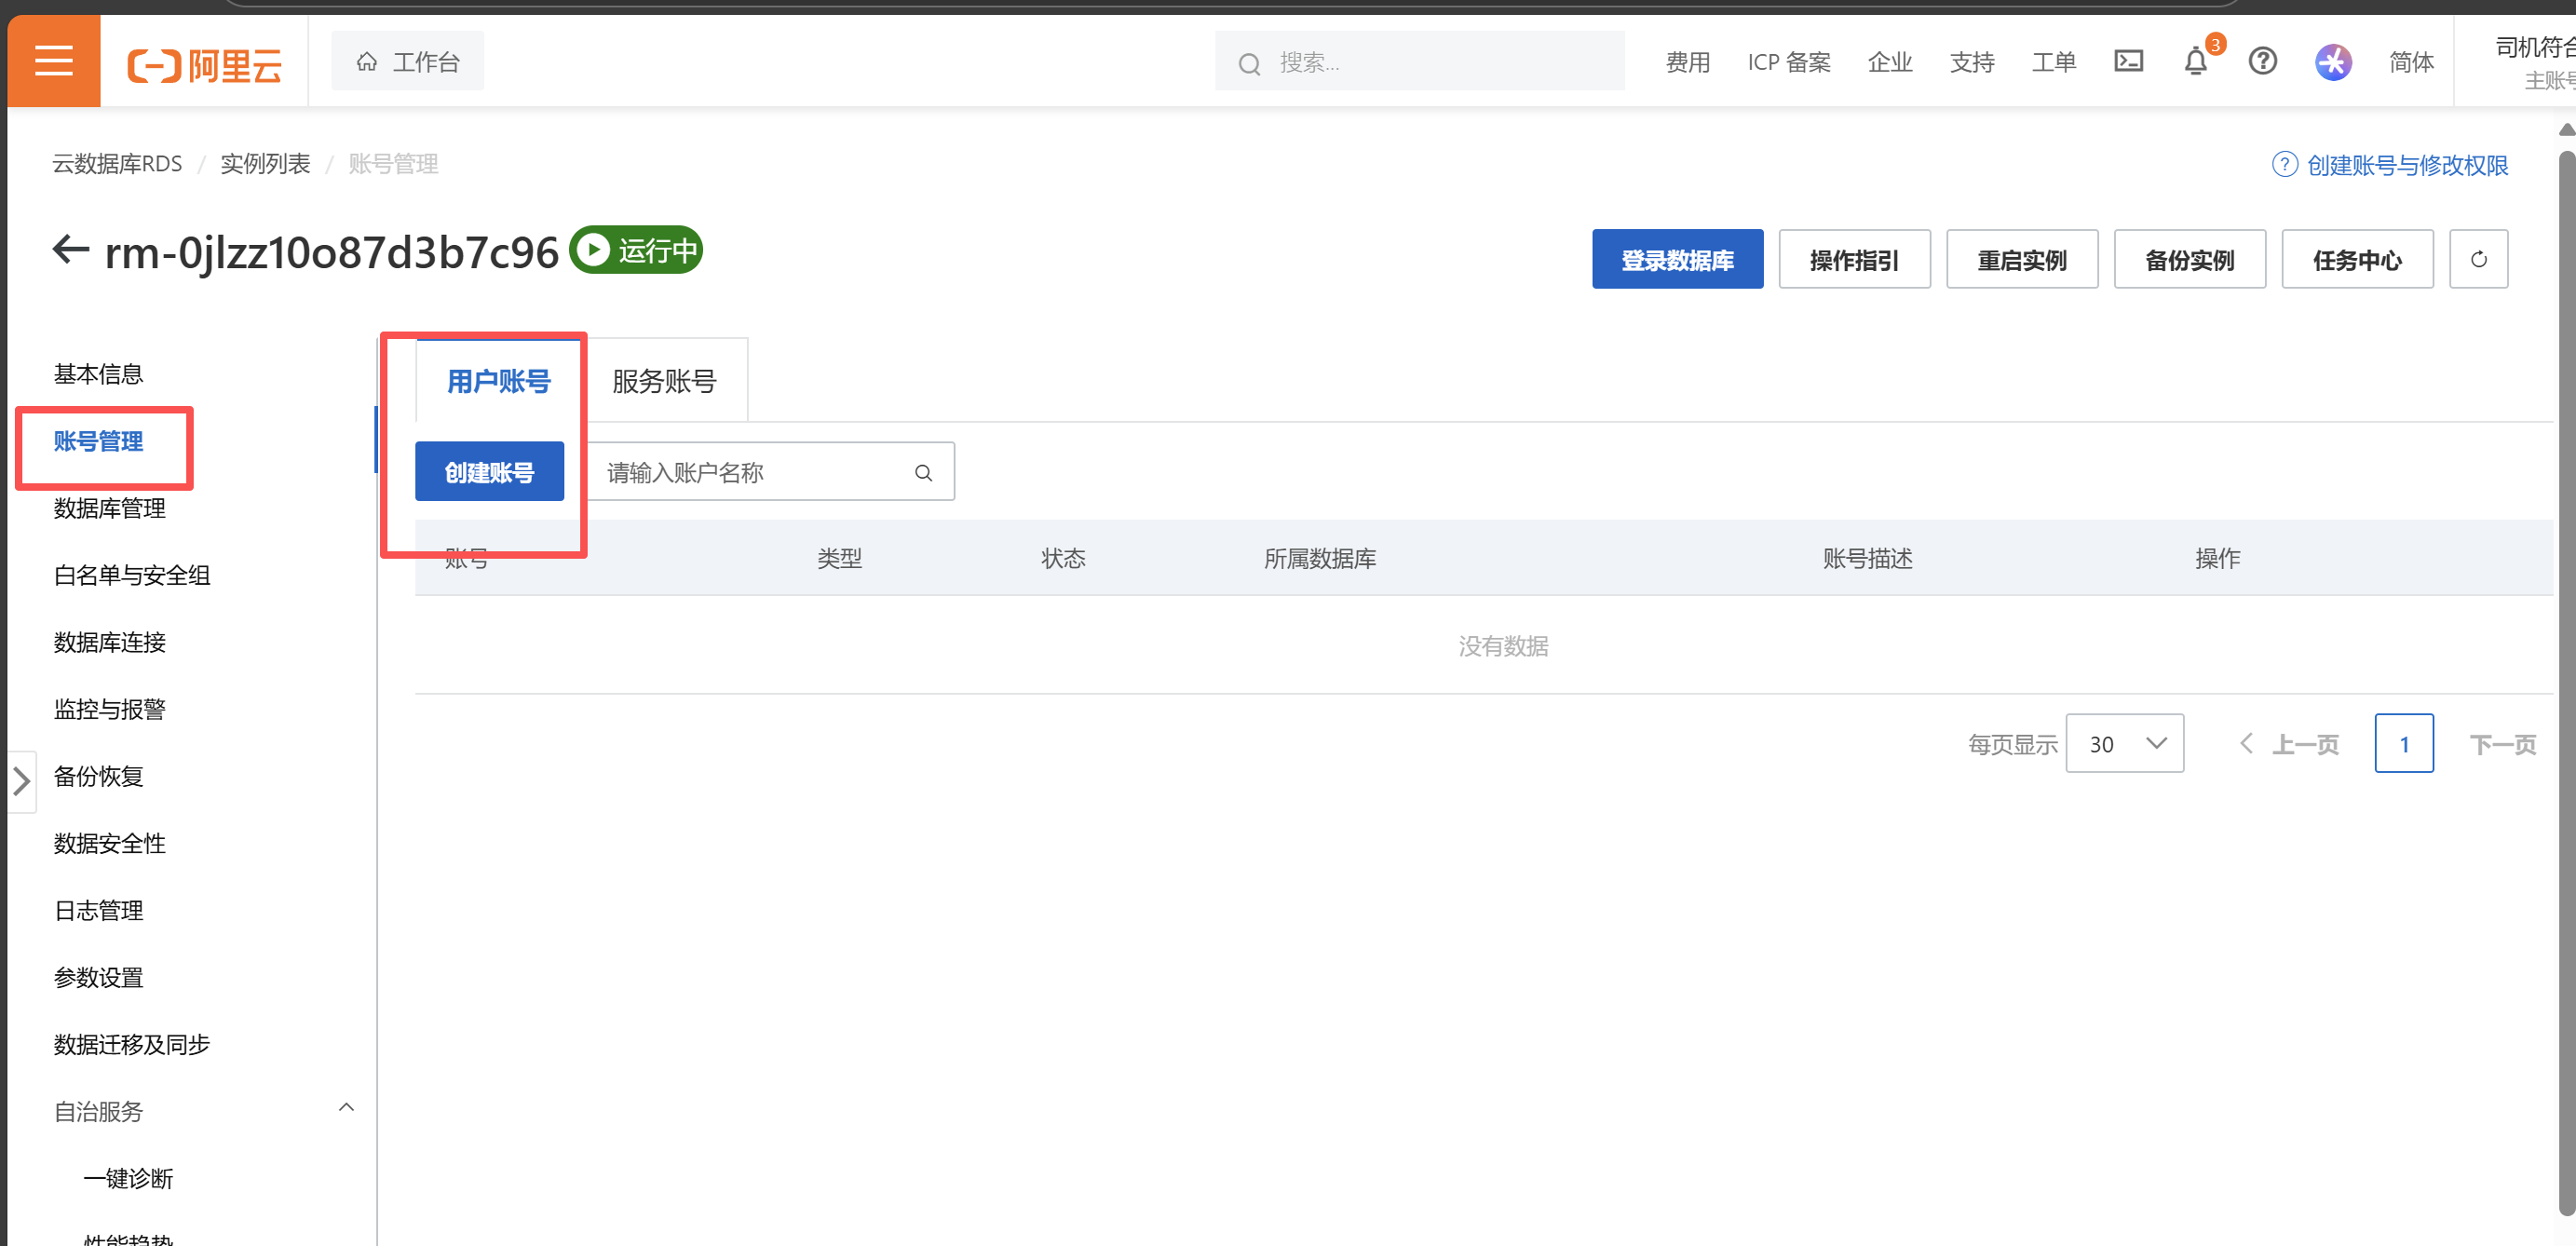 阿里云
工作台
搜索...
费用
ICP 备案
企业
支持
工单
3
简体
司机符合
主账号
云数据库RDS / 实例列表 / 账号管理
创建账号与修改权限
rm-0jlzz10o87d3b7c96
运行中
登录数据库
操作指引
重启实例
备份实例
任务中心
基本信息
账号管理
数据库管理
白名单与安全组
数据库连接
监控与报警
备份恢复
数据安全性
日志管理
参数设置
数据迁移及同步
自治服务
一键诊断
性能趋势
用户账号
服务账号
创建账号
请输入账户名称
账号 类型 状态 所属数据库 账号描述 操作
没有数据
每页显示 30 上一页 1 下一页